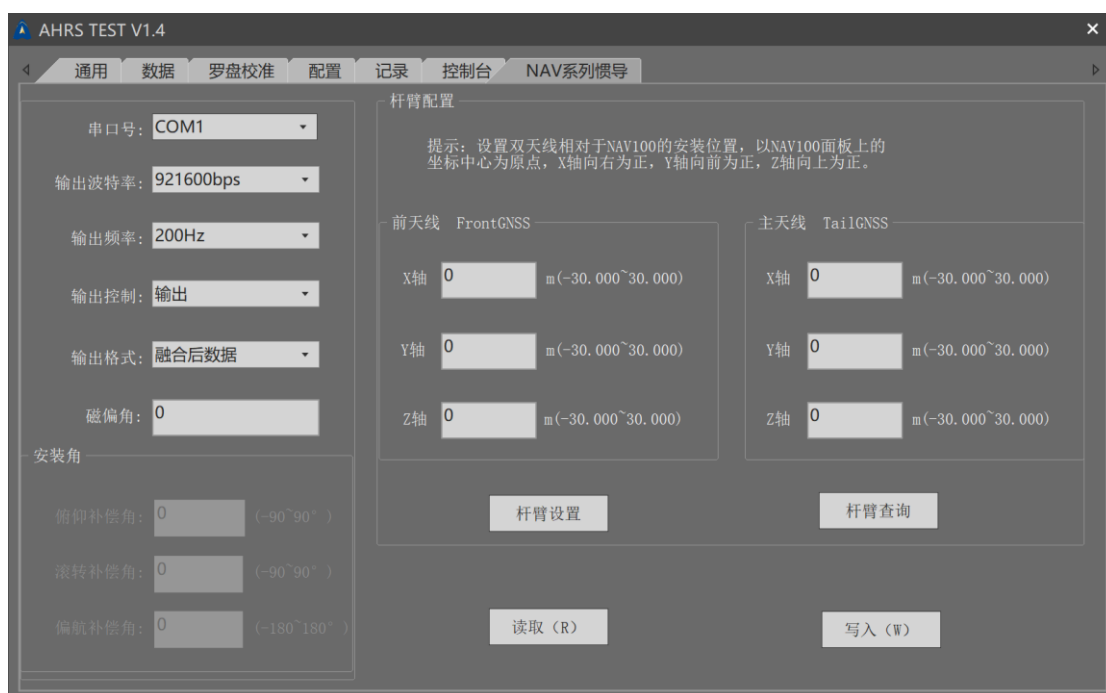 AHRS TEST V1.4
通用 数据 罗盘校准 配置 记录 控制台 NAV系列惯导
串口号: COM1
输出波特率: 921600bps
输出频率: 200Hz
输出控制: 输出
输出格式: 融合后数据
磁偏角: 0
安装角
俯仰补偿角: 0 (-90~90° )
滚转补偿角: 0 (-90~90° )
偏航补偿角: 0 (-180~180° )
杆臂配置
提示: 设置双天线相对于NAV100的安装位置, 以NAV100面板上的
坐标中心为原点, X轴向右为正, Y轴向前为正, Z轴向上为正。
前天线 FrontGNSS
X轴 0 m(-30.000~30.000)
Y轴 0 m(-30.000~30.000)
Z轴 0 m(-30.000~30.000)
主天线 TailGNSS
X轴 0 m(-30.000~30.000)
Y轴 0 m(-30.000~30.000)
Z轴 0 m(-30.000~30.000)
杆臂设置 杆臂查询
读取 (R) 写入 (W)